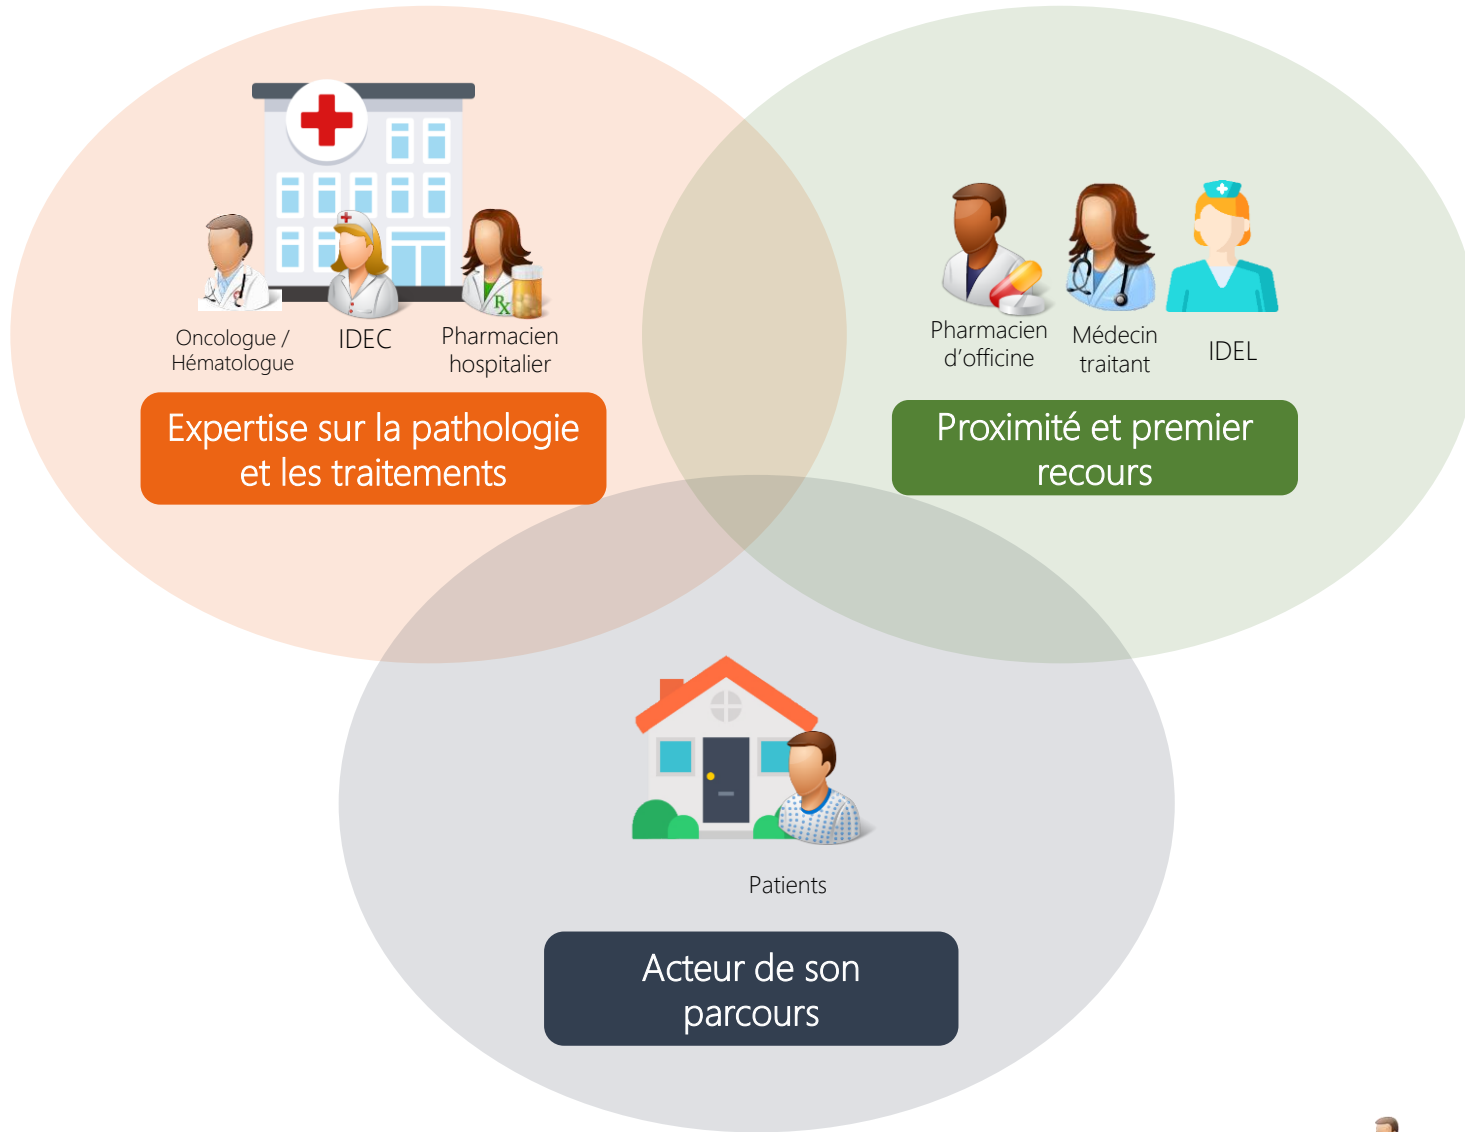 Oncologue /
Hématologue
IDEC
Pharmacien
hospitalier
Expertise sur la pathologie
et les traitements
Pharmacien
d'officine
Médecin
traitant
IDEL
Proximité et premier
recours
Patients
Acteur de son
parcours